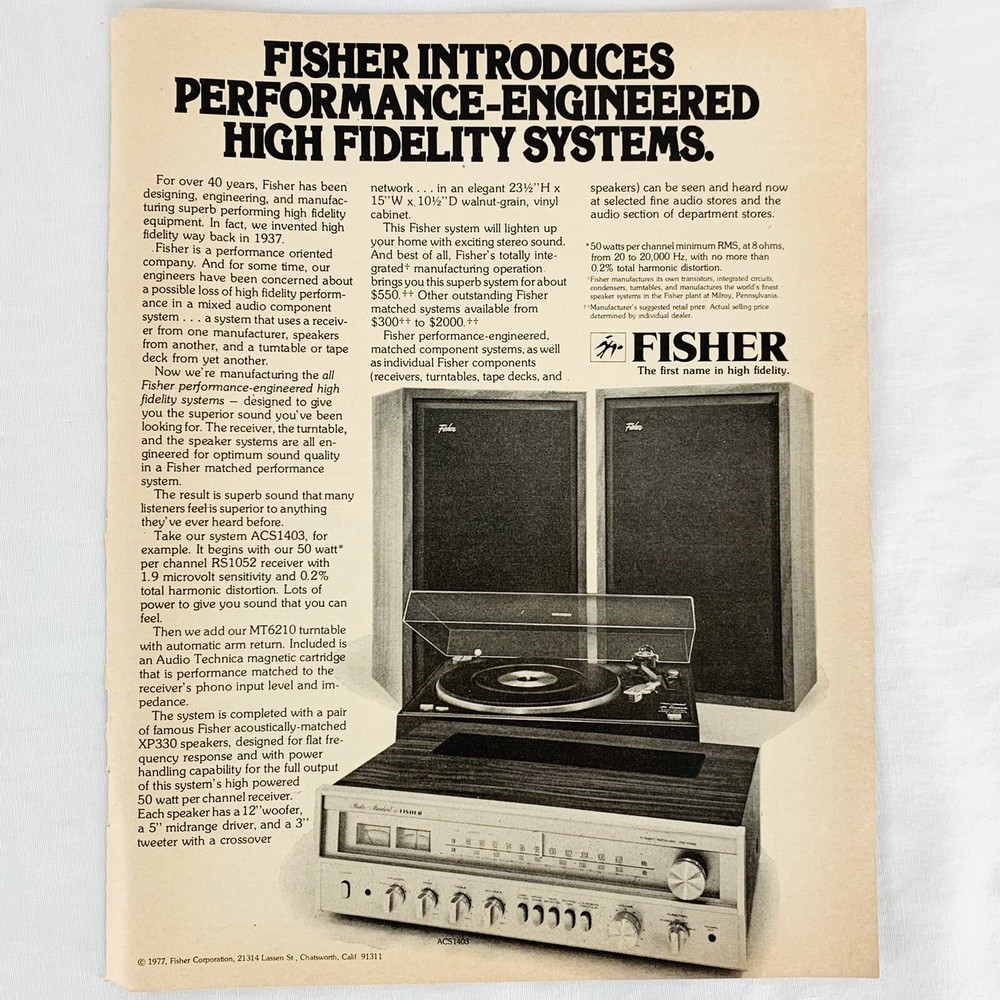 FISHER INTRODUCES
PERFORMANCE-ENGINEERED
HIGH FIDELITY SYSTEMS.
For over 40 years, Fisher has been
designing, engineering, and manufac-
turing superb performing high fidelity
equipment. In fact, we invented high
fidelity way back in 1937.
Fisher is a performance oriented
company. And for some time, our
engineers have been concerned about
a possible loss of high fidelity perform-
ance in a mixed audio component
system . . . a system that uses a receiv-
er from one manufacturer, speakers
from another, and a turntable or tape
deck from yet another.
Now we're manufacturing the all
Fisher performance-engineered high
fidelity systems — designed to give
you the superior sound you've been
looking for. The receiver, the turntable,
and the speaker systems are all en-
gineered for optimum sound quality
in a Fisher matched performance
system.
The result is superb sound that many
listeners feel is superior to anything
they've ever heard before.
Take our system ACS1403, for
example. It begins with our 50 watt*
per channel RS1052 receiver with
1.9 microvolt sensitivity and 0.2%
total harmonic distortion. Lots of
power to give you sound that you can
feel.
Then we add our MT6210 turntable
with automatic arm return. Included is
an Audio Technica magnetic cartridge
that is performance matched to the
receiver's phono input level and im-
pedance.
The system is completed with a pair
of famous Fisher acoustically-matched
XP330 speakers, designed for flat fre-
quency response and with power
handling capability for the full output
of this system's high powered
50 watt per channel receiver.
Each speaker has a 12" woofer,
a 5" midrange driver, and a 3"
tweeter with a crossover
network . . . in an elegant 23½"H x
15"W x 10½"D walnut-grain, vinyl
cabinet.
This Fisher system will lighten up
your home with exciting stereo sound.
And best of all, Fisher's totally inte-
grated† manufacturing operation
brings you this superb system for about
$550.†† Other outstanding Fisher
matched systems available from
$300†† to $2000.††
Fisher performance-engineered,
matched component systems, as well
as individual Fisher components
(receivers, turntables, tape decks, and
speakers) can be seen and heard now
at selected fine audio stores and the
audio section of department stores.
*50 watts per channel minimum RMS, at 8 ohms,
from 20 to 20,000 Hz, with no more than
0.2% total harmonic distortion.
†Fisher manufactures its own transistors, integrated circuits,
condensers, turntables, and manufactures the world's finest
speaker systems in the Fisher plant at Milroy, Pennsylvania.
††Manufacturer's suggested retail price. Actual selling price
determined by individual dealer.
FISHER
The first name in high fidelity.
Fisher
Fisher
Studio-Standard by FISHER
ACS1403
© 1977, Fisher Corporation, 21314 Lassen St., Chatsworth, Calif. 91311